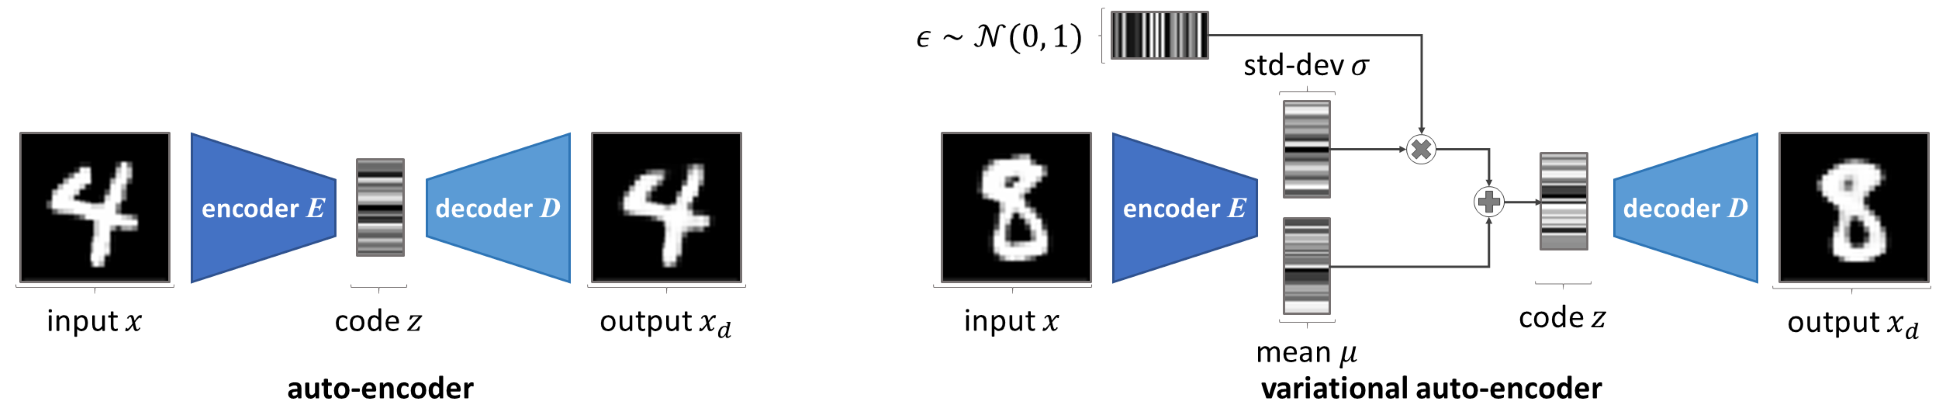 encoder E
decoder D
input x
code z
output x_d
auto-encoder
ϵ ~ 𝒩(0,1)
std-dev σ
encoder E
decoder D
input x
mean μ
code z
output x_d
variational auto-encoder